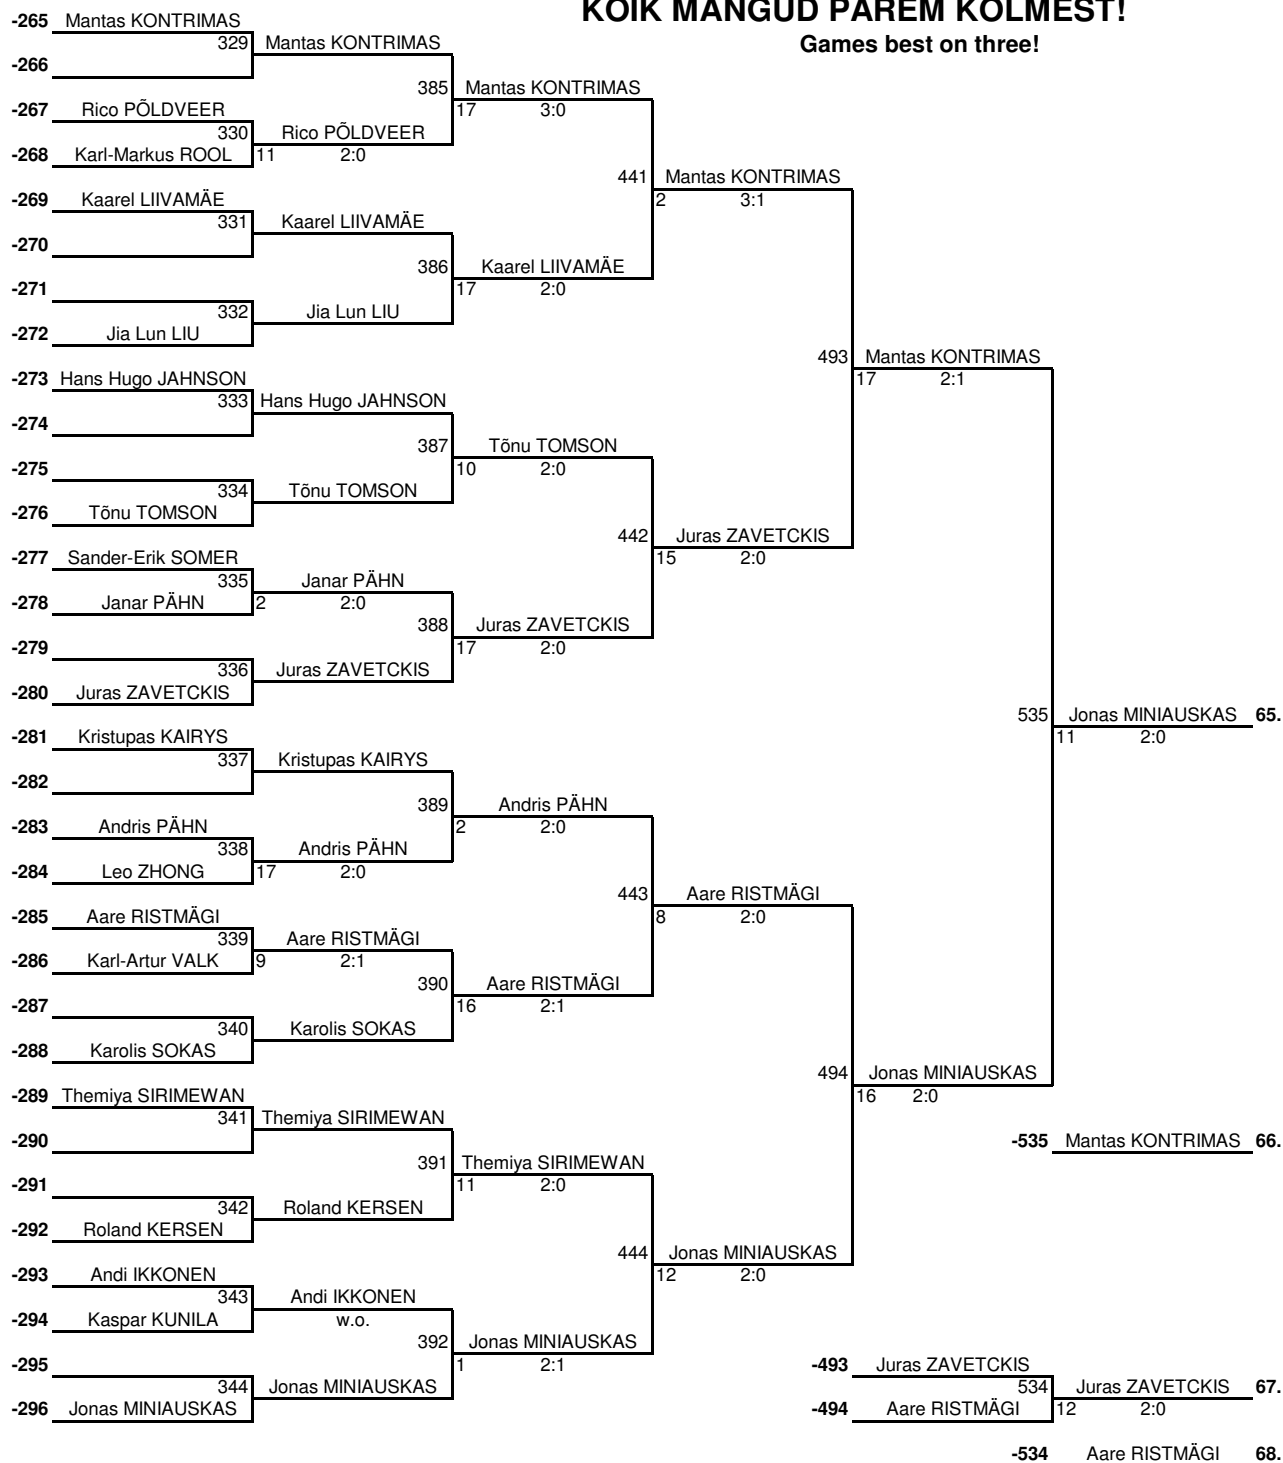 KÕIK MÄNGUD PAREM KOLMEST!
Games best on three!
-265 Mantas KONTRIMAS
329 Mantas KONTRIMAS
-266
385 Mantas KONTRIMAS
17 3:0
-267 Rico PÕLDVEER
330 Rico PÕLDVEER
-268 Karl-Markus ROOL 11 2:0
441 Mantas KONTRIMAS
2 3:1
-269 Kaarel LIIVAMÄE
331 Kaarel LIIVAMÄE
-270
386 Kaarel LIIVAMÄE
17 2:0
-271
332 Jia Lun LIU
-272 Jia Lun LIU
493 Mantas KONTRIMAS
17 2:1
-273 Hans Hugo JAHNSON
333 Hans Hugo JAHNSON
-274
387 Tõnu TOMSON
10 2:0
-275
334 Tõnu TOMSON
-276 Tõnu TOMSON
442 Juras ZAVETCKIS
15 2:0
-277 Sander-Erik SOMER
335 Janar PÄHN
-278 Janar PÄHN 2 2:0
388 Juras ZAVETCKIS
17 2:0
-279
336 Juras ZAVETCKIS
-280 Juras ZAVETCKIS
535 Jonas MINIAUSKAS 65.
11 2:0
-281 Kristupas KAIRYS
337 Kristupas KAIRYS
-282
389 Andris PÄHN
2 2:0
-283 Andris PÄHN
338 Andris PÄHN
-284 Leo ZHONG 17 2:0
443 Aare RISTMÄGI
8 2:0
-285 Aare RISTMÄGI
339 Aare RISTMÄGI
-286 Karl-Artur VALK 9 2:1
390 Aare RISTMÄGI
16 2:1
-287
340 Karolis SOKAS
-288 Karolis SOKAS
494 Jonas MINIAUSKAS
16 2:0
-289 Themiya SIRIMEWAN
341 Themiya SIRIMEWAN
-290
-535 Mantas KONTRIMAS 66.
391 Themiya SIRIMEWAN
11 2:0
-291
342 Roland KERSEN
-292 Roland KERSEN
444 Jonas MINIAUSKAS
12 2:0
-293 Andi IKKONEN
343 Andi IKKONEN
-294 Kaspar KUNILA w.o.
392 Jonas MINIAUSKAS
1 2:1
-295
344 Jonas MINIAUSKAS
-296 Jonas MINIAUSKAS
-493 Juras ZAVETCKIS
534 Juras ZAVETCKIS 67.
-494 Aare RISTMÄGI 12 2:0
-534 Aare RISTMÄGI 68.